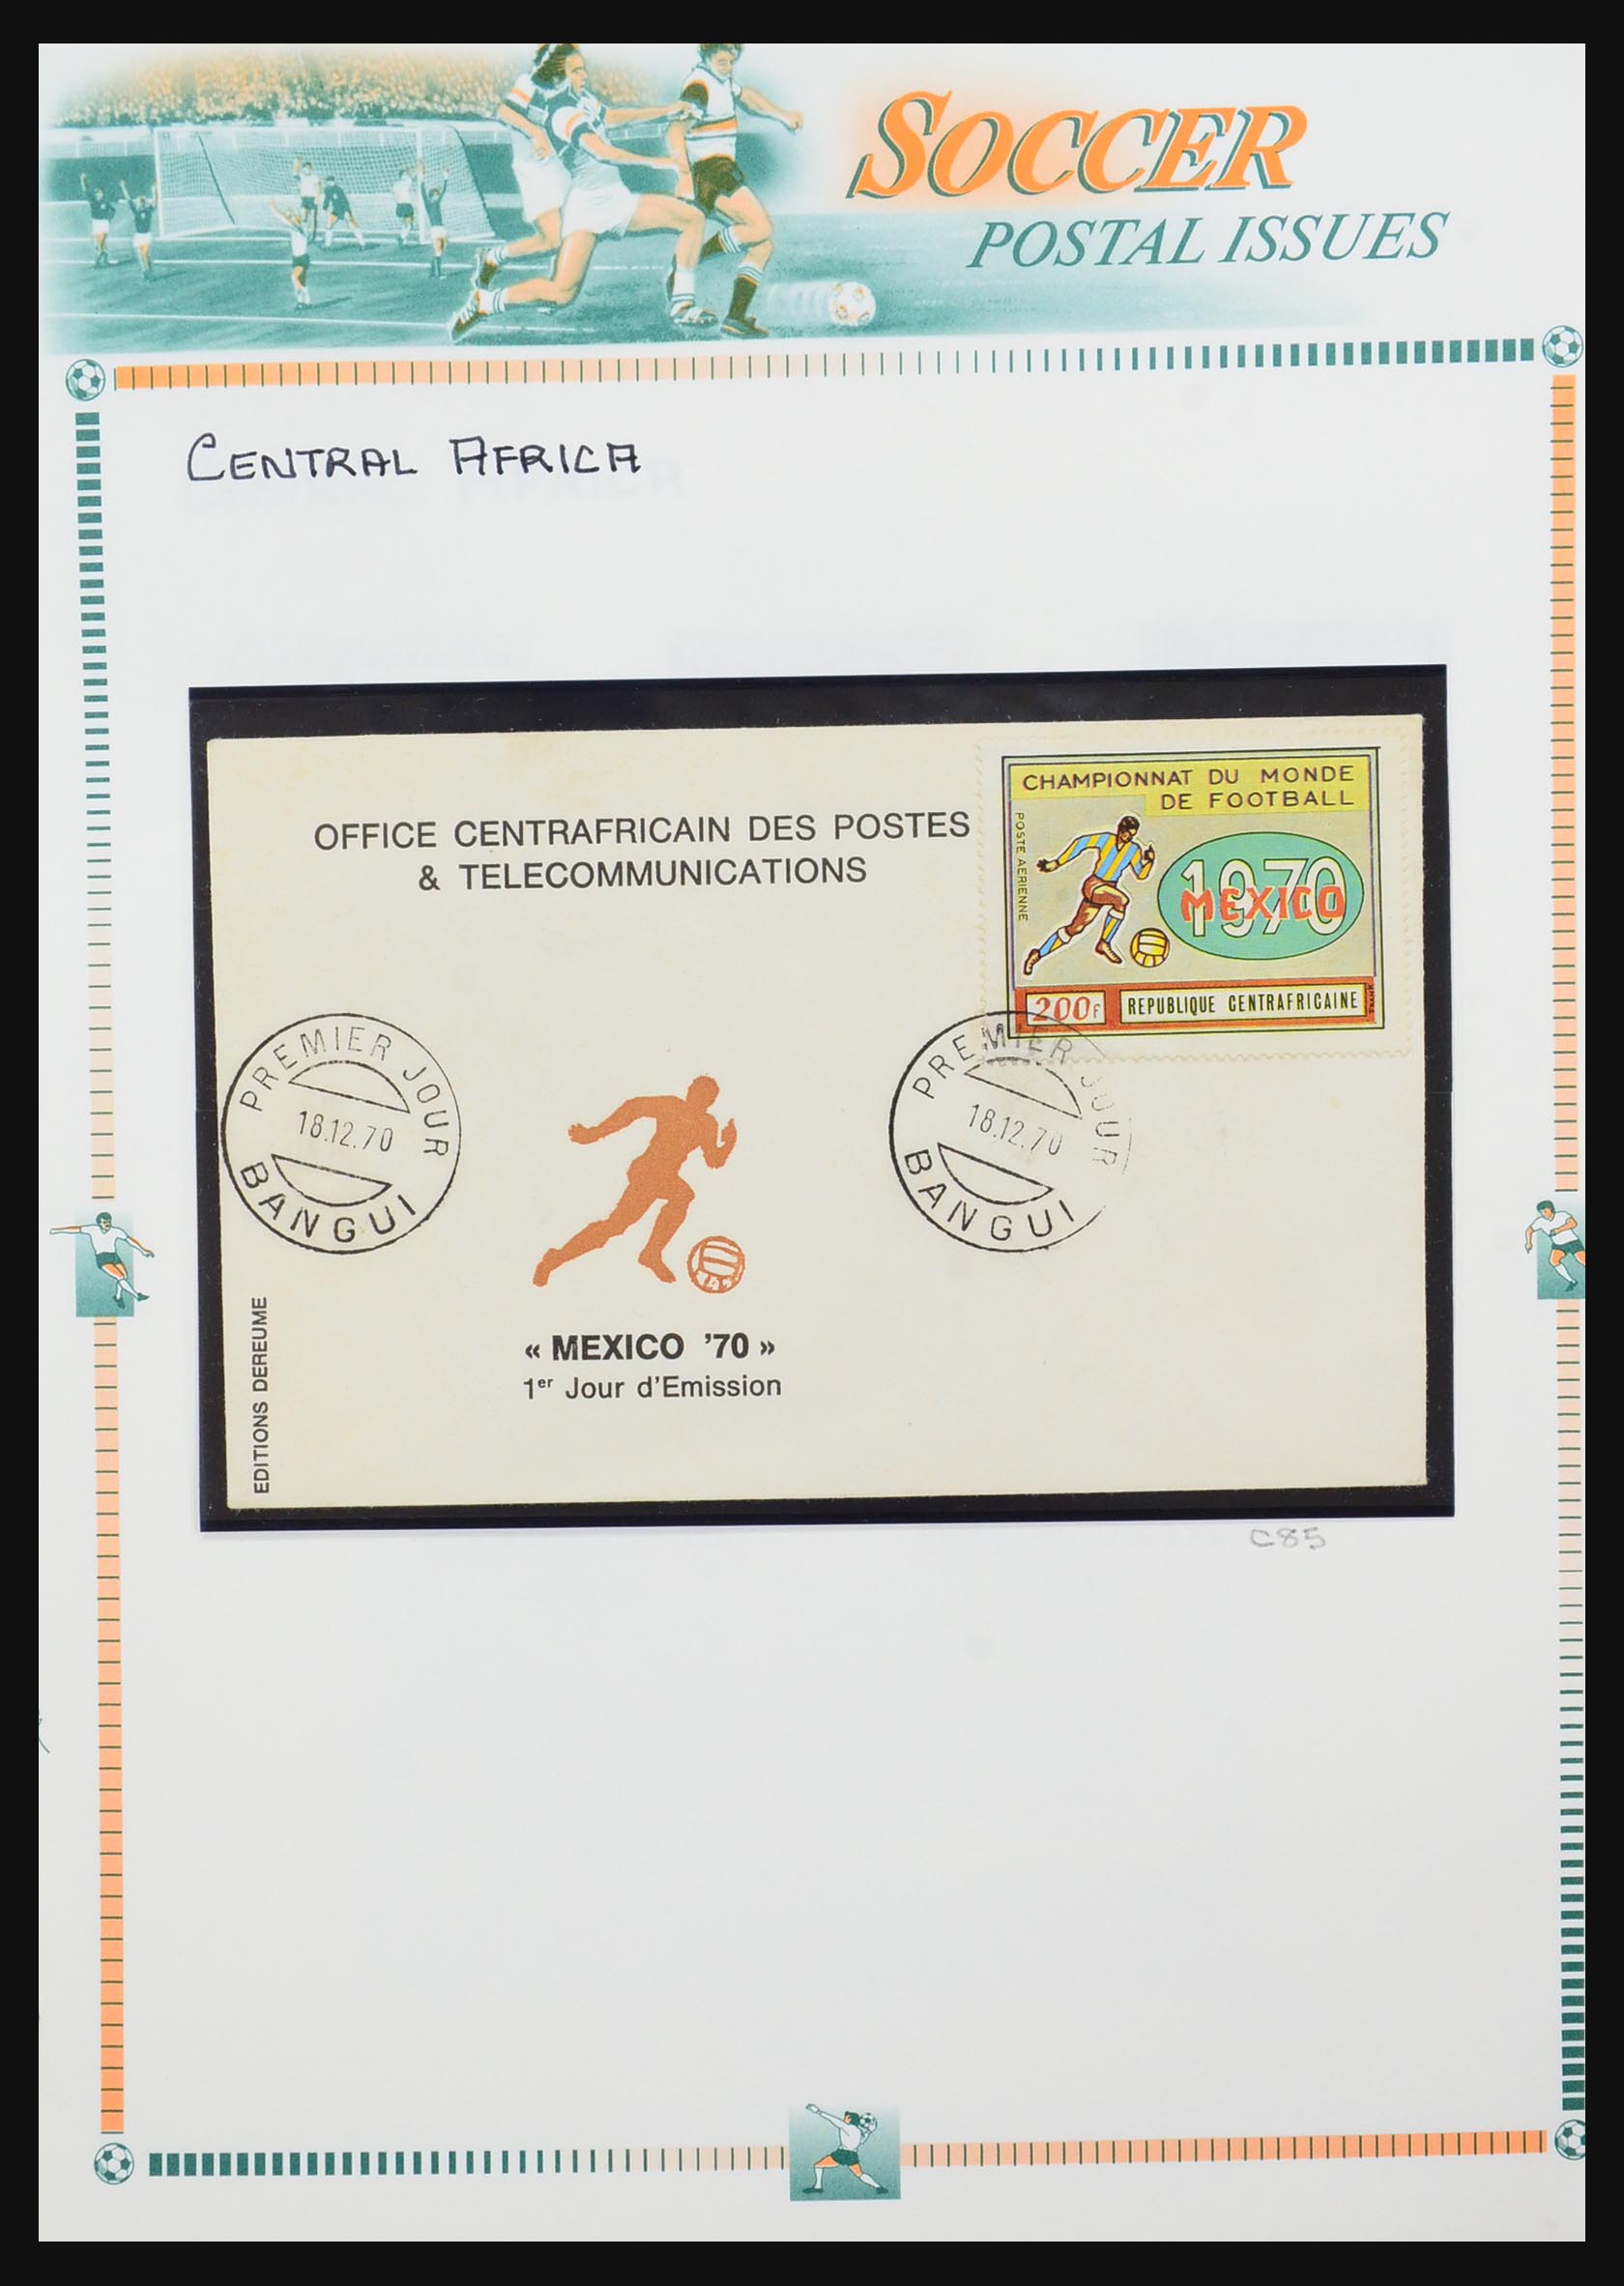 SOCCER
POSTAL ISSUES
CENTRAL AFRICA
OFFICE CENTRAFRICAIN DES POSTES
& TELECOMMUNICATIONS
CHAMPIONNAT DU MONDE
DE FOOTBALL
POSTE AERIENNE
1970
MEXICO
200F
REPUBLIQUE CENTRAFRICAINE
FRANK
PREMIER JOUR
18.12.70
BANGUI
PREMIER JOUR
18.12.70
BANGUI
« MEXICO '70 »
1er Jour d'Emission
EDITIONS DEREUME
C85